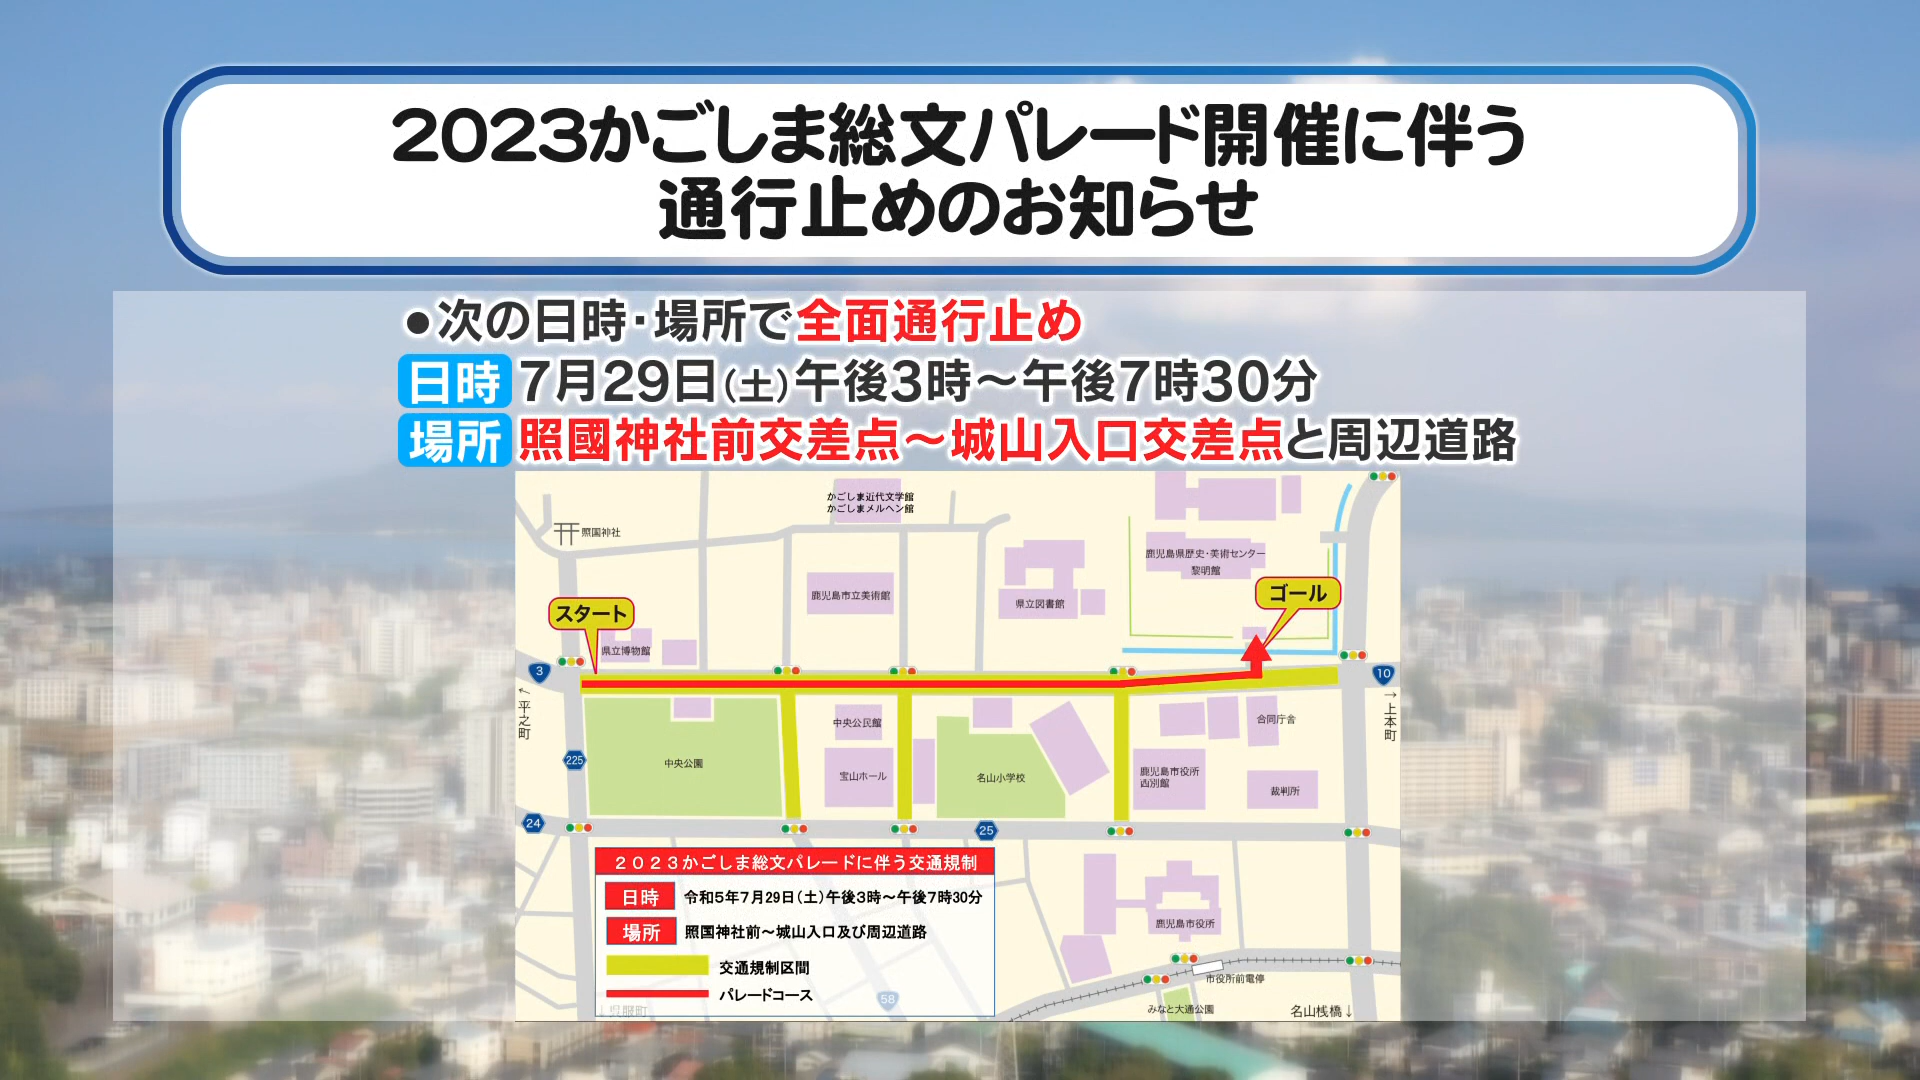 2023かごしま総文パレード開催に伴う
通行止めのお知らせ
●次の日時・場所で全面通行止め
日時 7月29日(土)午後3時～午後7時30分
場所 照國神社前交差点～城山入口交差点と周辺道路
かごしま近代文学館
かごしまメルヘン館
照国神社
鹿児島県歴史・美術センター
黎明館
鹿児島市立美術館
県立図書館
ゴール
スタート
県立博物館
3
10
←平之町
→上本町
中央公民館
合同庁舎
225
中央公園
宝山ホール
名山小学校
鹿児島市役所
西別館
裁判所
24
25
2023かごしま総文パレードに伴う交通規制
日時 令和5年7月29日(土)午後3時～午後7時30分
場所 照国神社前～城山入口及び周辺道路
交通規制区間
パレードコース
58
↓呉服町
鹿児島市役所
市役所前電停
みなと大通公園
名山桟橋↓